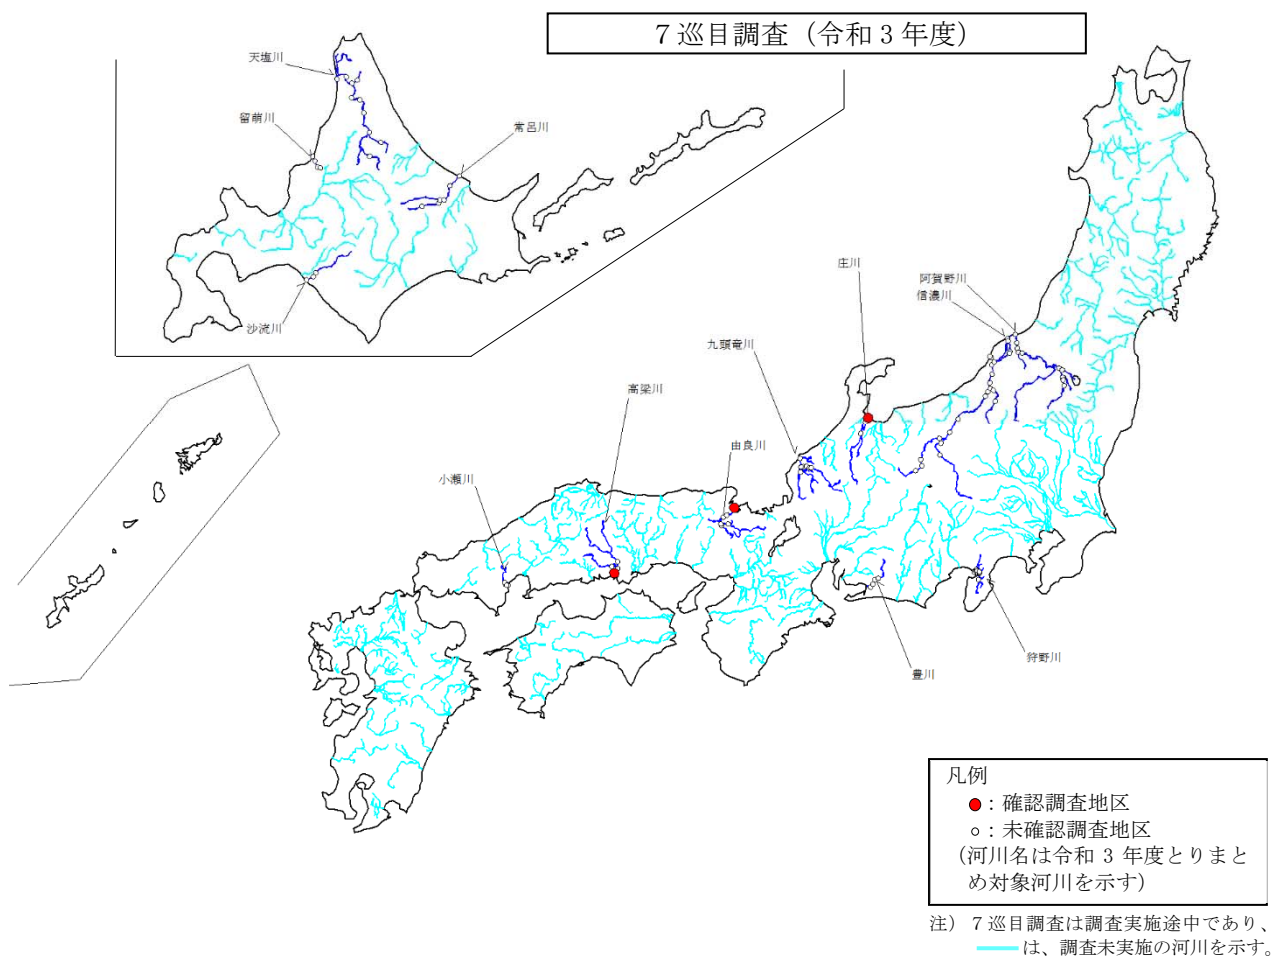 ７巡目調査（令和３年度）
天塩川
留萌川
常呂川
沙流川
庄川
阿賀野川
信濃川
九頭竜川
高梁川
由良川
小瀬川
狩野川
豊川
凡例
●：確認調査地区
○：未確認調査地区
（河川名は令和 3 年度とりまと
め対象河川を示す）
注） ７巡目調査は調査実施途中であり、
は、調査未実施の河川を示す。